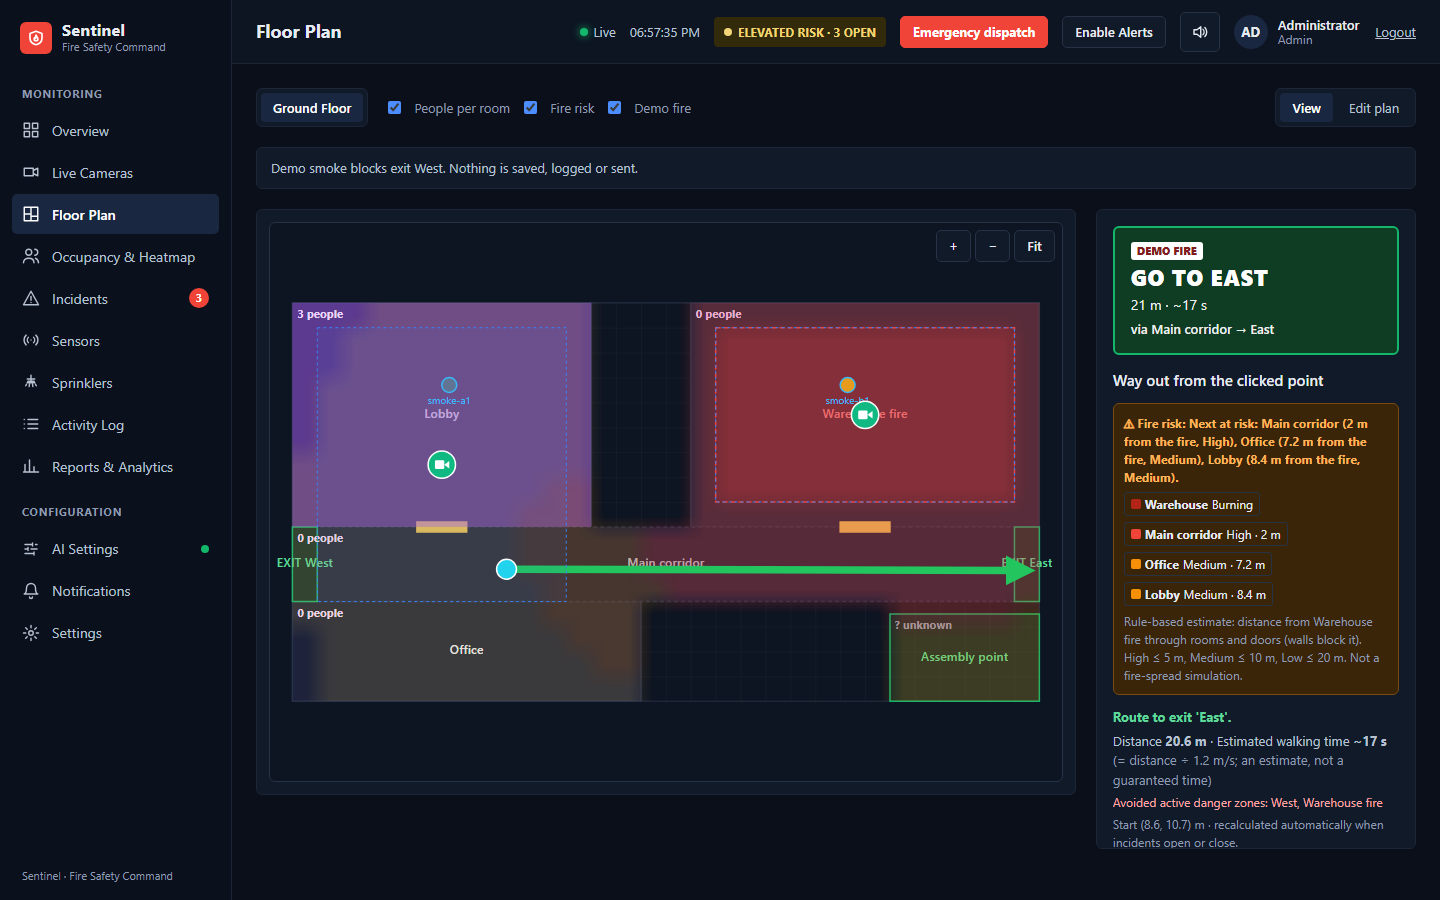 Sentinel
Fire Safety Command
MONITORING
Overview
Live Cameras
Floor Plan
Occupancy & Heatmap
Incidents
3
Sensors
Sprinklers
Activity Log
Reports & Analytics
CONFIGURATION
AI Settings
Notifications
Settings
Sentinel · Fire Safety Command
Floor Plan
Live
06:57:35 PM
ELEVATED RISK · 3 OPEN
Emergency dispatch
Enable Alerts
AD
Administrator
Admin
Logout
Ground Floor
People per room
Fire risk
Demo fire
View
Edit plan
Demo smoke blocks exit West. Nothing is saved, logged or sent.
+
−
Fit
3 people
0 people
smoke-a1
Lobby
0 people
EXIT West
Main corridor
0 people
Office
? unknown
Assembly point
DEMO FIRE
GO TO EAST
21 m · ~17 s
via Main corridor → East
Way out from the clicked point
⚠ Fire risk: Next at risk: Main corridor (2 m
from the fire, High), Office (7.2 m from the
fire, Medium), Lobby (8.4 m from the fire,
Medium).
Warehouse Burning
Main corridor High · 2 m
Office Medium · 7.2 m
Lobby Medium · 8.4 m
Rule-based estimate: distance from Warehouse
fire through rooms and doors (walls block it).
High ≤ 5 m, Medium ≤ 10 m, Low ≤ 20 m. Not a
fire-spread simulation.
Route to exit 'East'.
Distance 20.6 m · Estimated walking time ~17 s
(= distance ÷ 1.2 m/s; an estimate, not a
guaranteed time)
Avoided active danger zones: West, Warehouse fire
Start (8.6, 10.7) m · recalculated automatically when
incidents open or close.